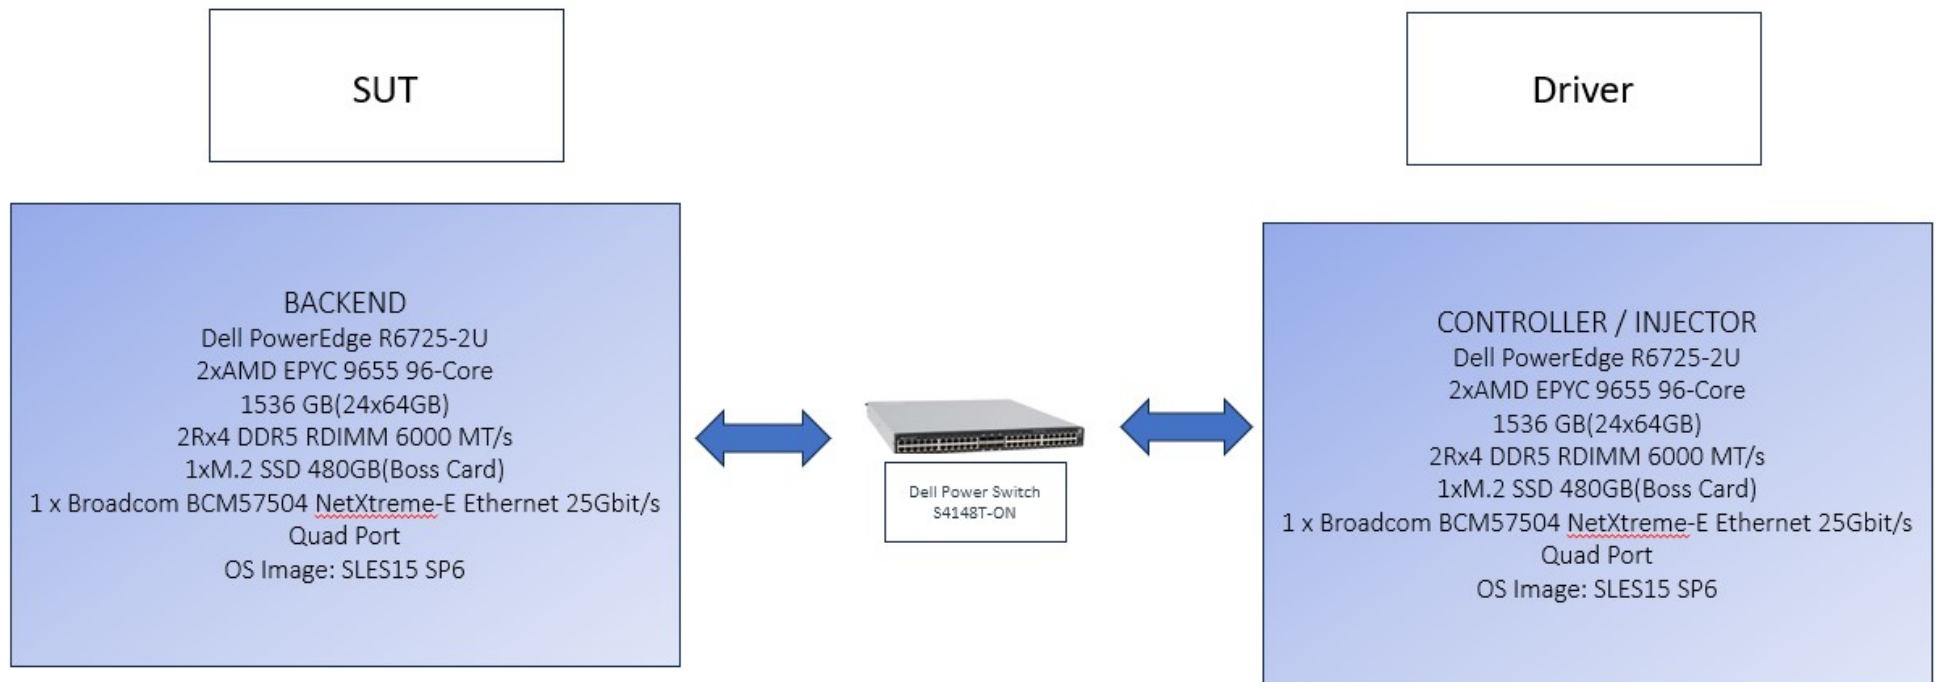 SUT
Driver
BACKEND
Dell PowerEdge R6725-2U
2xAMD EPYC 9655 96-Core
1536 GB(24x64GB)
2Rx4 DDR5 RDIMM 6000 MT/s
1xM.2 SSD 480GB(Boss Card)
1 x Broadcom BCM57504 NetXtreme-E Ethernet 25Gbit/s
Quad Port
OS Image: SLES15 SP6
Dell Power Switch
S4148T-ON
CONTROLLER / INJECTOR
Dell PowerEdge R6725-2U
2xAMD EPYC 9655 96-Core
1536 GB(24x64GB)
2Rx4 DDR5 RDIMM 6000 MT/s
1xM.2 SSD 480GB(Boss Card)
1 x Broadcom BCM57504 NetXtreme-E Ethernet 25Gbit/s
Quad Port
OS Image: SLES15 SP6